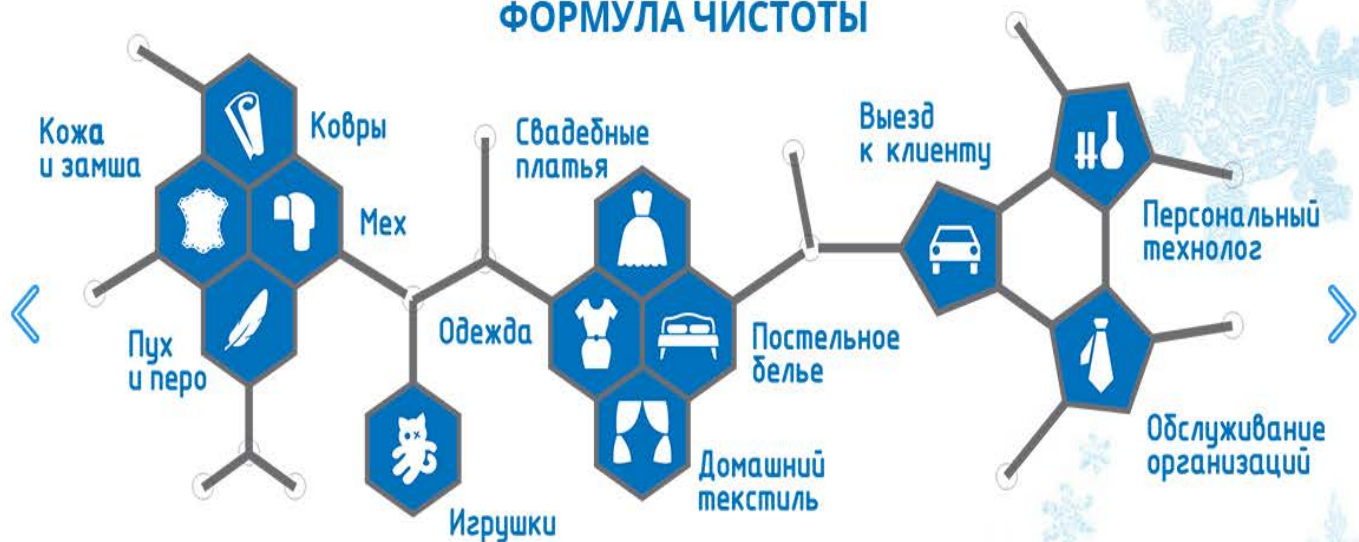 ФОРМУЛА ЧИСТОТЫ
Кожа
и замша
Ковры
Мех
Пух
и перо
Игрушки
Одежда
Свадебные
платья
Постельное
белье
Домашний
текстиль
Выезд
к клиенту
Персональный
технолог
Обслуживание
организаций